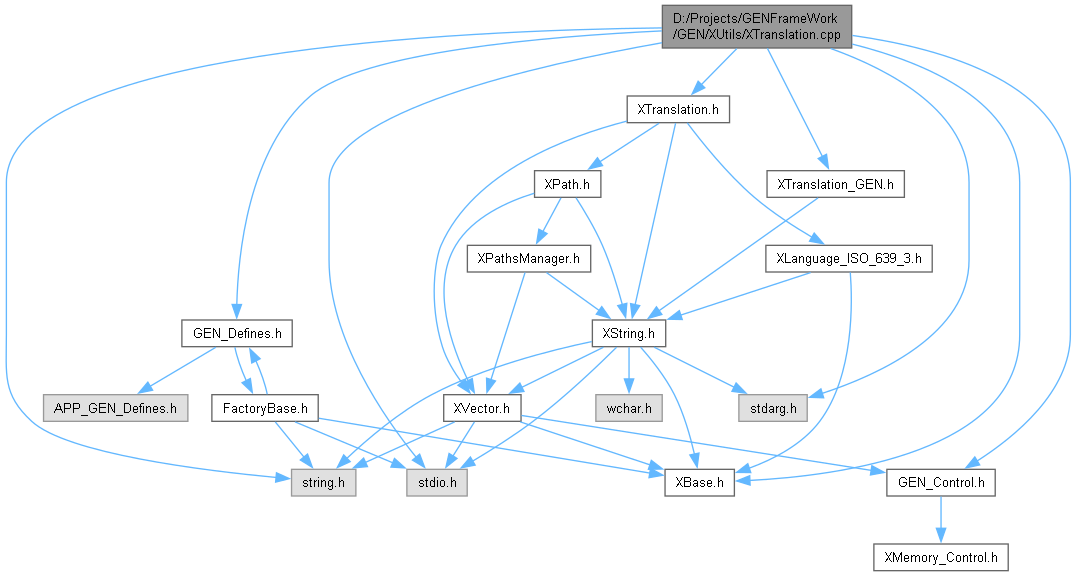 D:/Projects/GENFrameWork
/GEN/XUtils/XTranslation.cpp
XTranslation.h
XPath.h
XTranslation_GEN.h
XPathsManager.h
XLanguage_ISO_639_3.h
GEN_Defines.h
XString.h
APP_GEN_Defines.h
FactoryBase.h
XVector.h
wchar.h
stdarg.h
string.h
stdio.h
XBase.h
GEN_Control.h
XMemory_Control.h